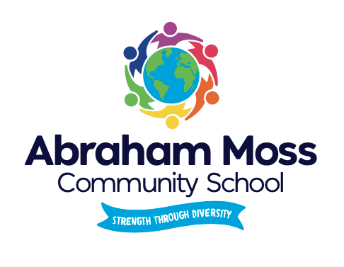 Abraham Moss
Community School
STRENGTH THROUGH DIVERSITY